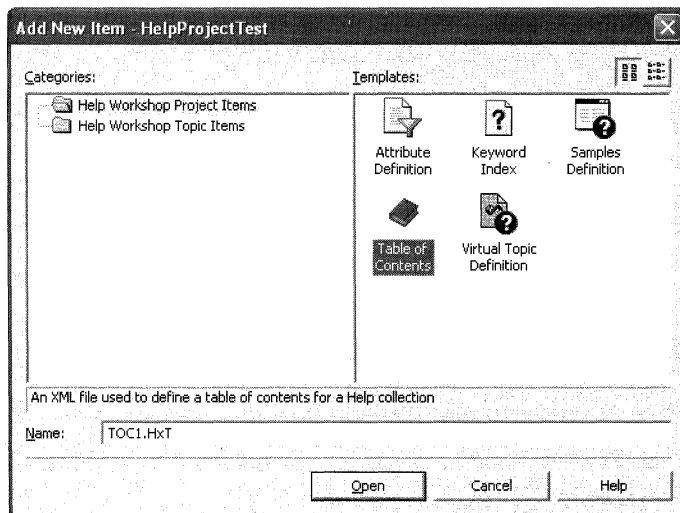 Add New Item - HelpProjectTest
Categories:
Templates:
Help Workshop Project Items
Help Workshop Topic Items
Attribute
Definition
Keyword
Index
Samples
Definition
Table of
Contents
Virtual Topic
Definition
An XML file used to define a table of contents for a Help collection
Name:
TOC1.HxT
Open
Cancel
Help